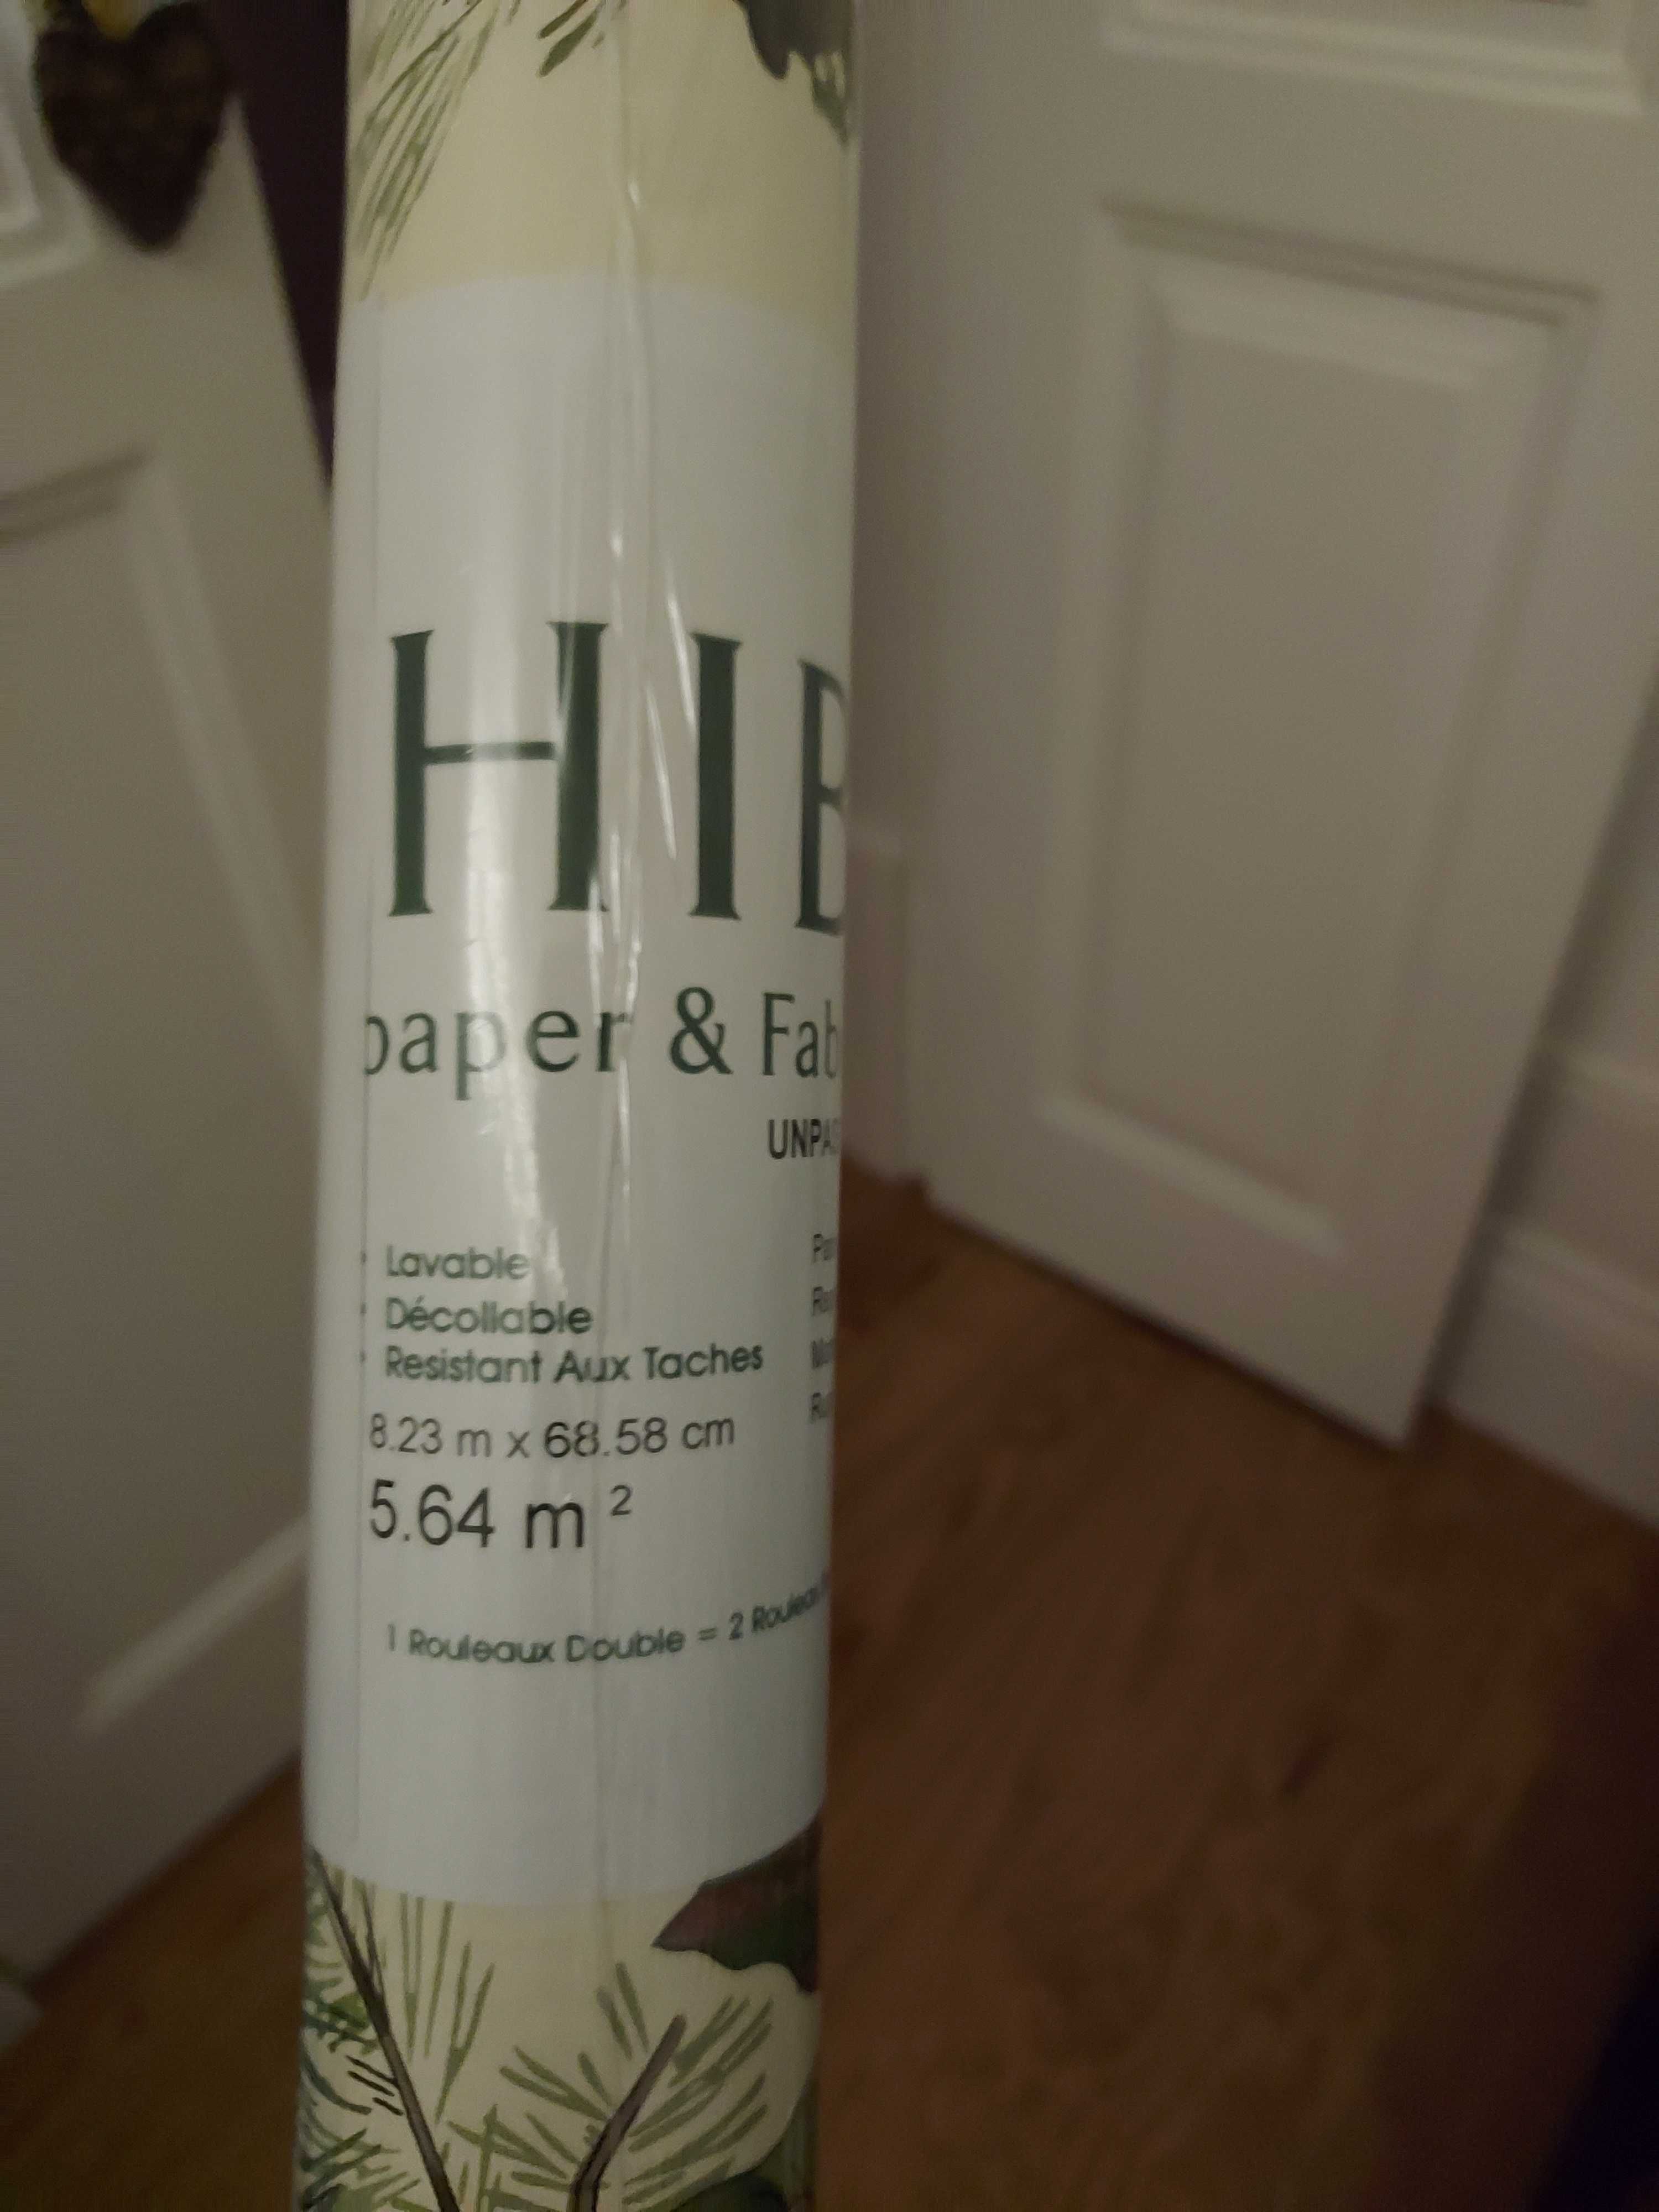 HIB
paper & Fab
UNPA
· Lavable
· Décollable
· Resistant Aux Taches
8.23 m x 68.58 cm
5.64 m ²
1 Rouleaux Double = 2 Rouleau